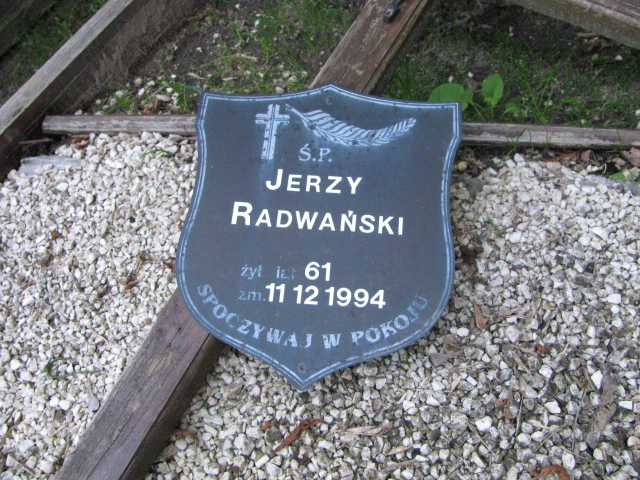 Ś.P.
JERZY
RADWAŃSKI
żył lat 61
zm. 11 12 1994
SPOCZYWAJ W POKOJU